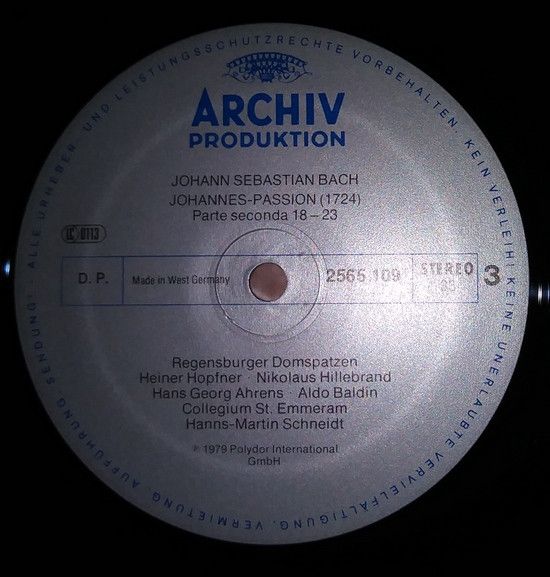 ALLE URHEBER- UND LEISTUNGSSCHUTZRECHTE VORBEHALTEN. KEIN VERLEIH! KEINE UNERLAUBTE VERVIELFÄLTIGUNG, VERMIETUNG, AUFFÜHRUNG, SENDUNG!
ARCHIV
PRODUKTION
JOHANN SEBASTIAN BACH
JOHANNES-PASSION (1724)
Parte seconda 18 – 23
LC 0113
D. P. Made in West Germany 2565 109 STEREO 3
33
Regensburger Domspatzen
Heiner Hopfner · Nikolaus Hillebrand
Hans Georg Ahrens · Aldo Baldin
Collegium St. Emmeram
Hanns-Martin Schneidt
℗ 1979 Polydor International
GmbH